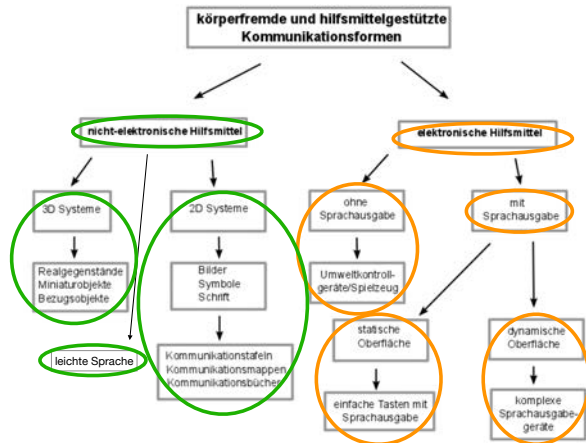 körperfremde und hilfsmittelgestützte
Kommunikationsformen
nicht-elektronische Hilfsmittel
elektronische Hilfsmittel
3D Systeme
2D Systeme
ohne
Sprachausgabe
mit
Sprachausgabe
Realgegenstände
Miniaturobjekte
Bezugsobjekte
Bilder
Symbole
Schrift
Umweltkontroll-
geräte/Spielzeug
leichte Sprache
Kommunikationstafeln
Kommunikationsmappen
Kommunikationsbücher
statische
Oberfläche
dynamische
Oberfläche
einfache Tasten mit
Sprachausgabe
komplexe
Sprachausgabe-
geräte